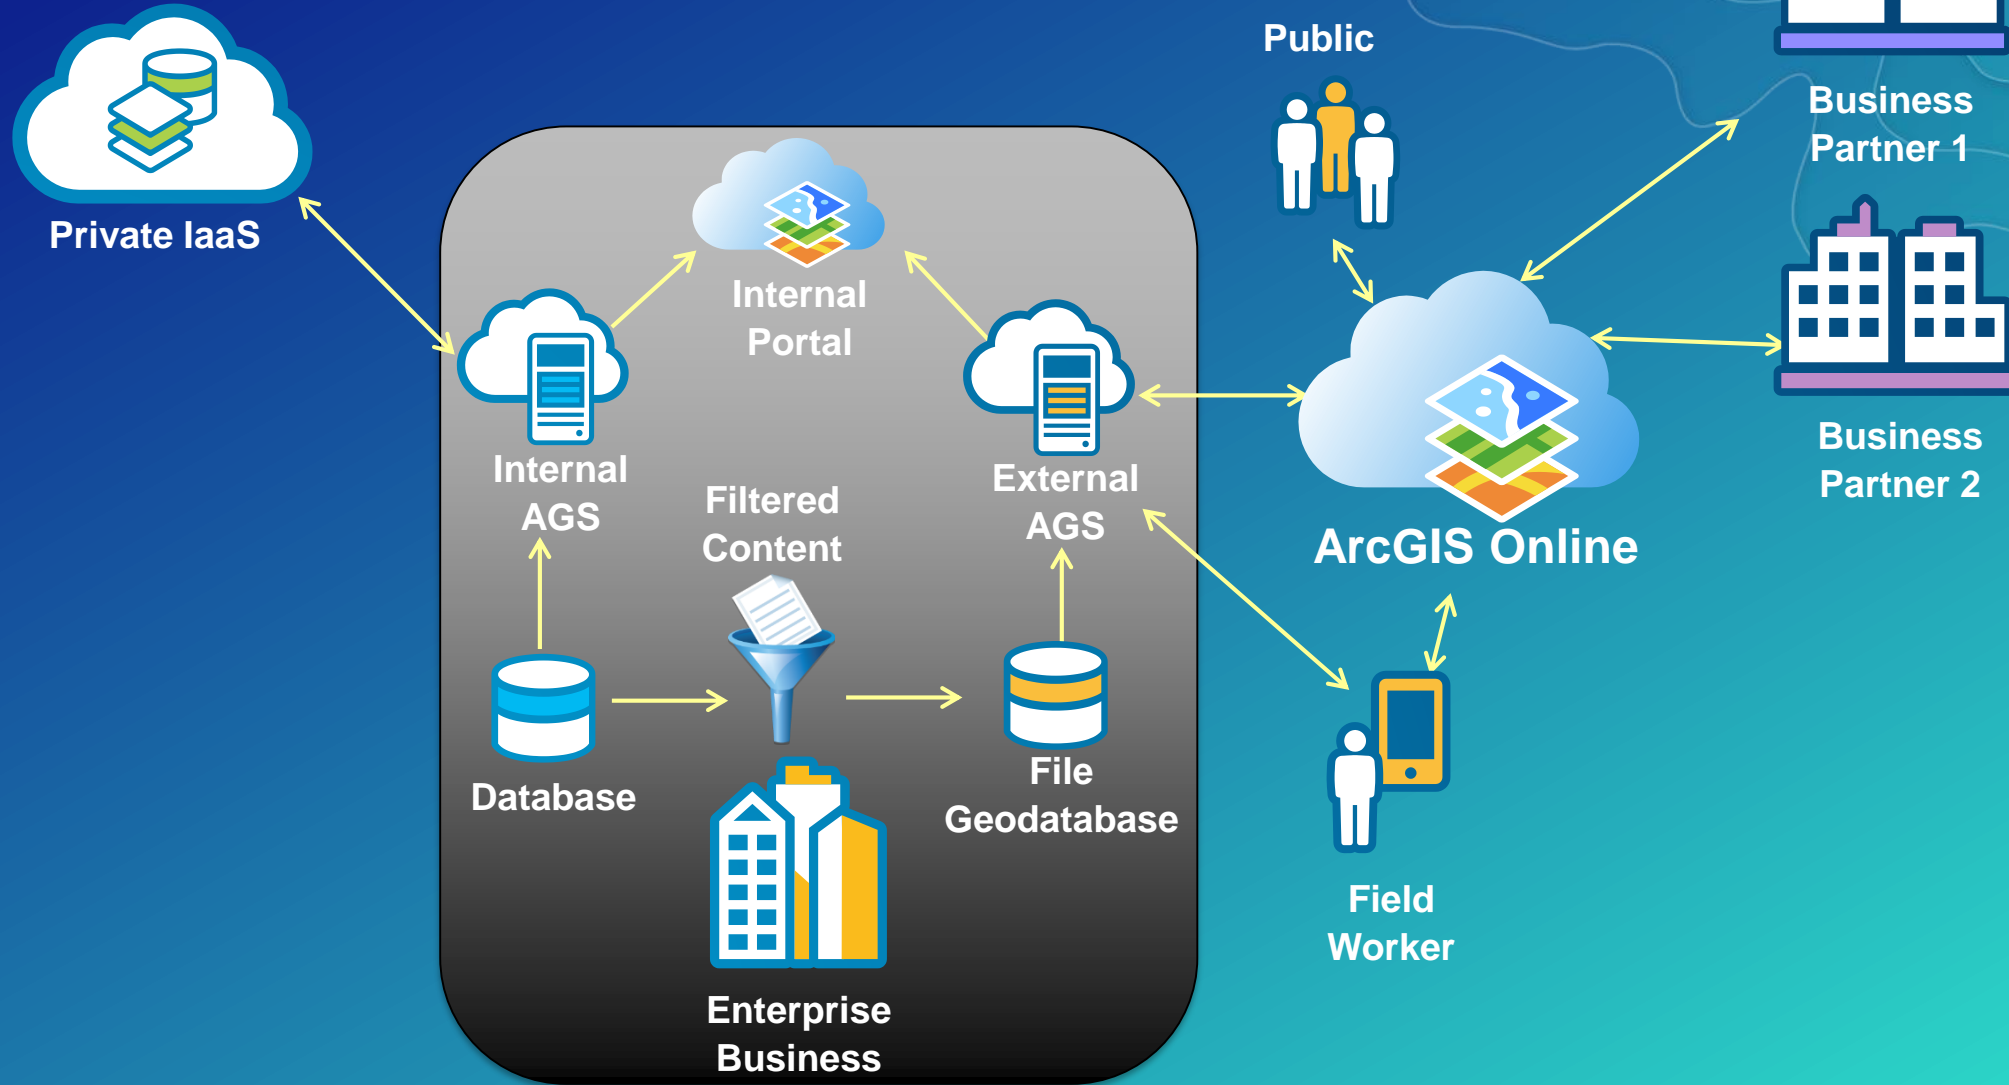 Public
Business
Partner 1
Private IaaS
Internal
Portal
Business
Partner 2
Internal
AGS
Filtered
Content
External
AGS
ArcGIS Online
Database
File
Geodatabase
Field
Worker
Enterprise
Business